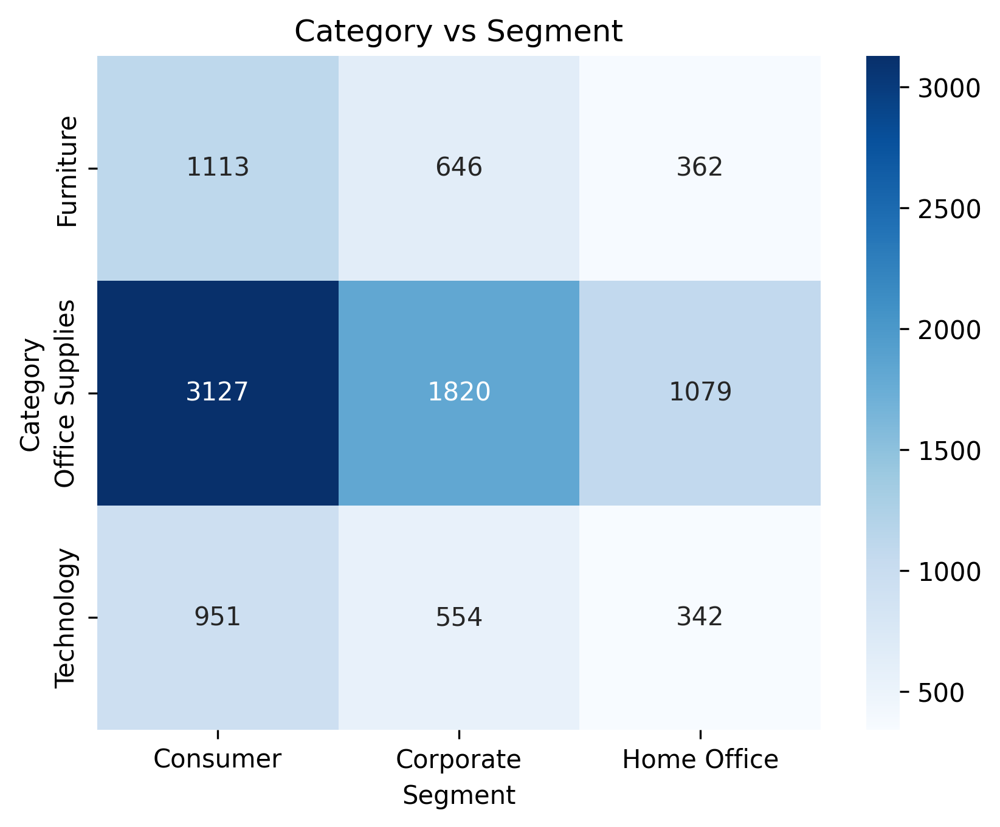 Category vs Segment
Category
Furniture
1113 646 362
Office Supplies
3127 1820 1079
Technology
951 554 342
Consumer Corporate Home Office
Segment
3000
2500
2000
1500
1000
500